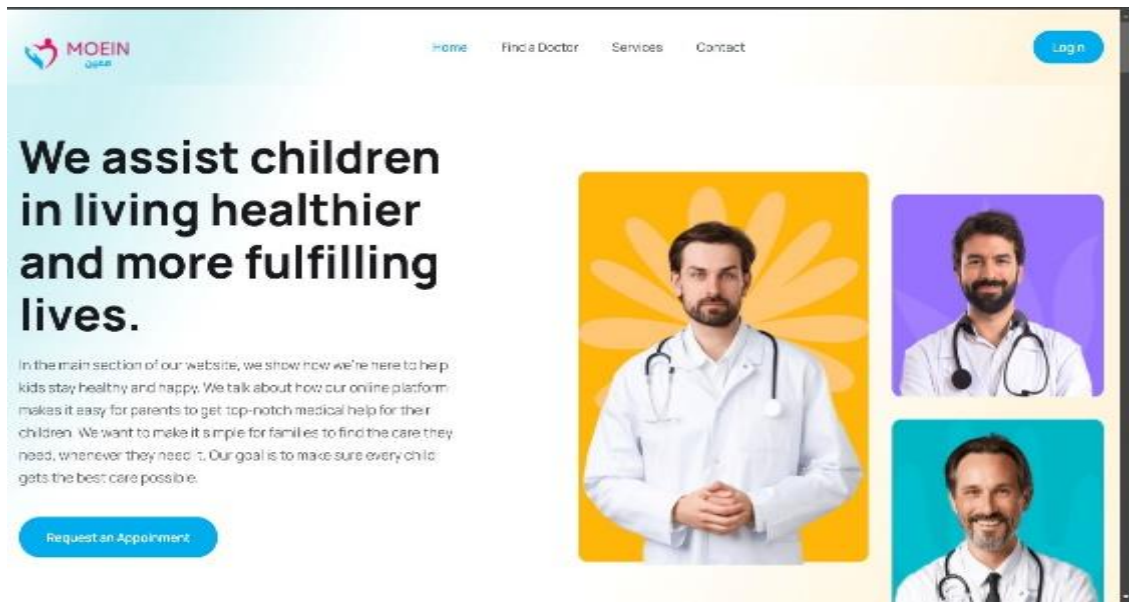 MOEIN
معين
Home
Find a Doctor
Services
Contact
Login
We assist children
in living healthier
and more fulfilling
lives.
In the main section of our website, we show how we're here to help
kids stay healthy and happy. We talk about how our online platform
makes it easy for parents to get top-notch medical help for their
children. We want to make it simple for families to find the care they
need, whenever they need it. Our goal is to make sure every child
gets the best care possible.
Request an Appoinment